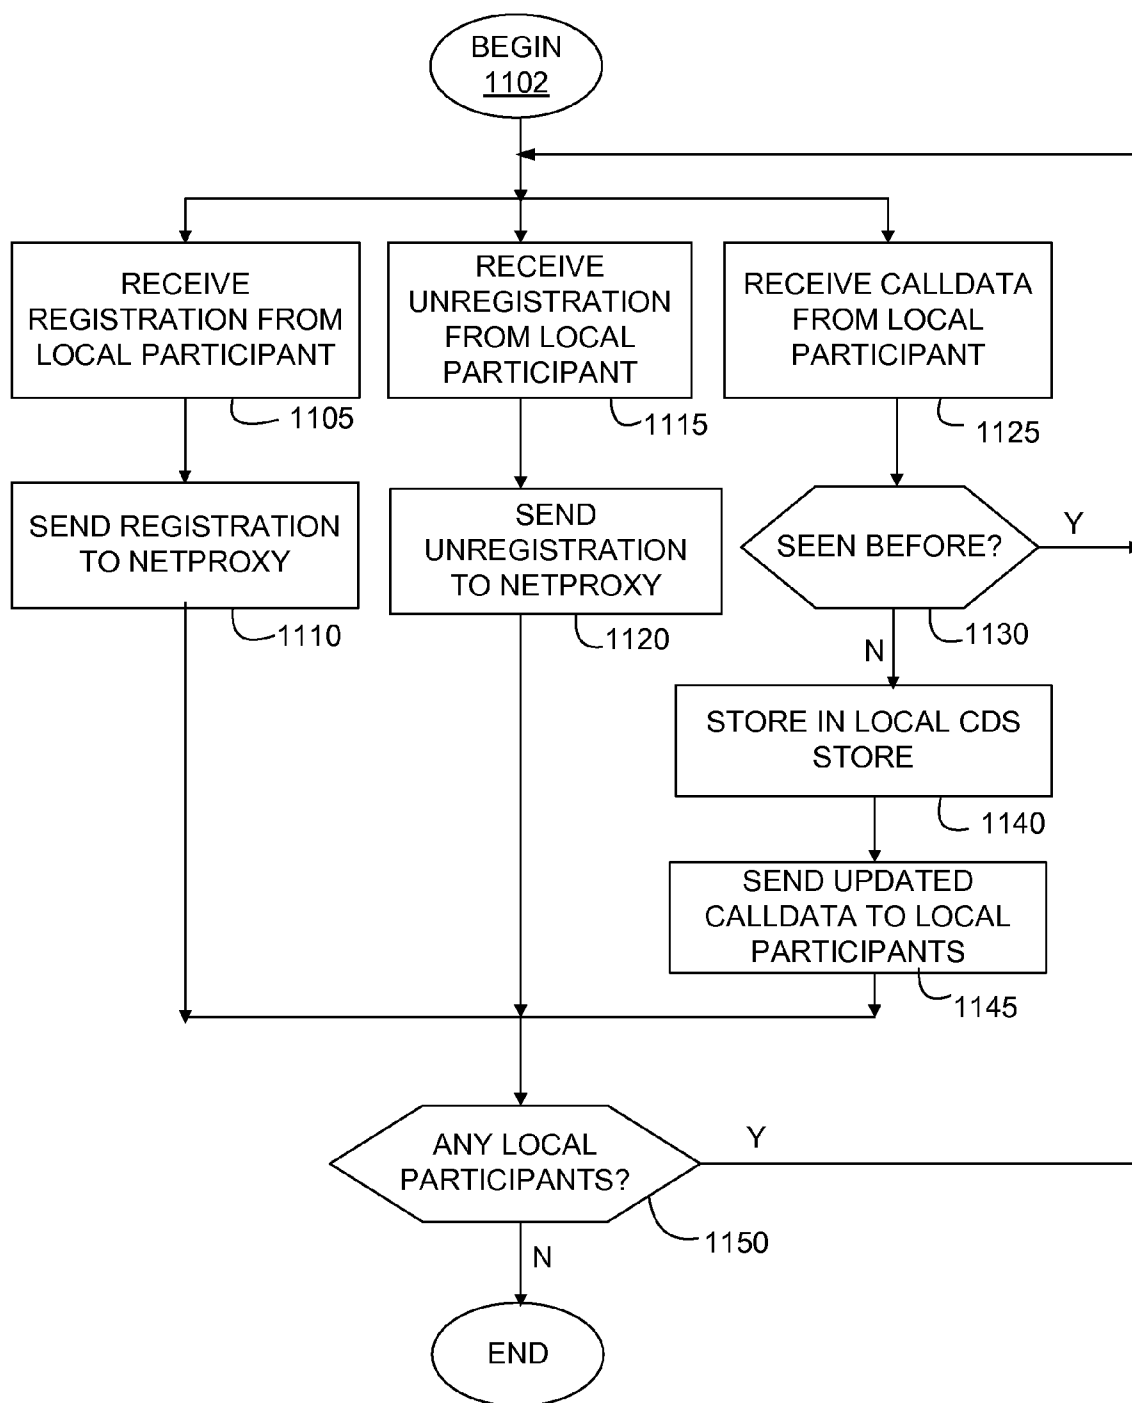 BEGIN
1102
RECEIVE
REGISTRATION FROM
LOCAL PARTICIPANT
1105
RECEIVE
UNREGISTRATION
FROM LOCAL
PARTICIPANT
1115
RECEIVE CALLDATA
FROM LOCAL
PARTICIPANT
1125
SEND REGISTRATION
TO NETPROXY
1110
SEND
UNREGISTRATION
TO NETPROXY
1120
SEEN BEFORE?
Y
1130
N
STORE IN LOCAL CDS
STORE
1140
SEND UPDATED
CALLDATA TO LOCAL
PARTICIPANTS
1145
ANY LOCAL
PARTICIPANTS?
Y
1150
N
END